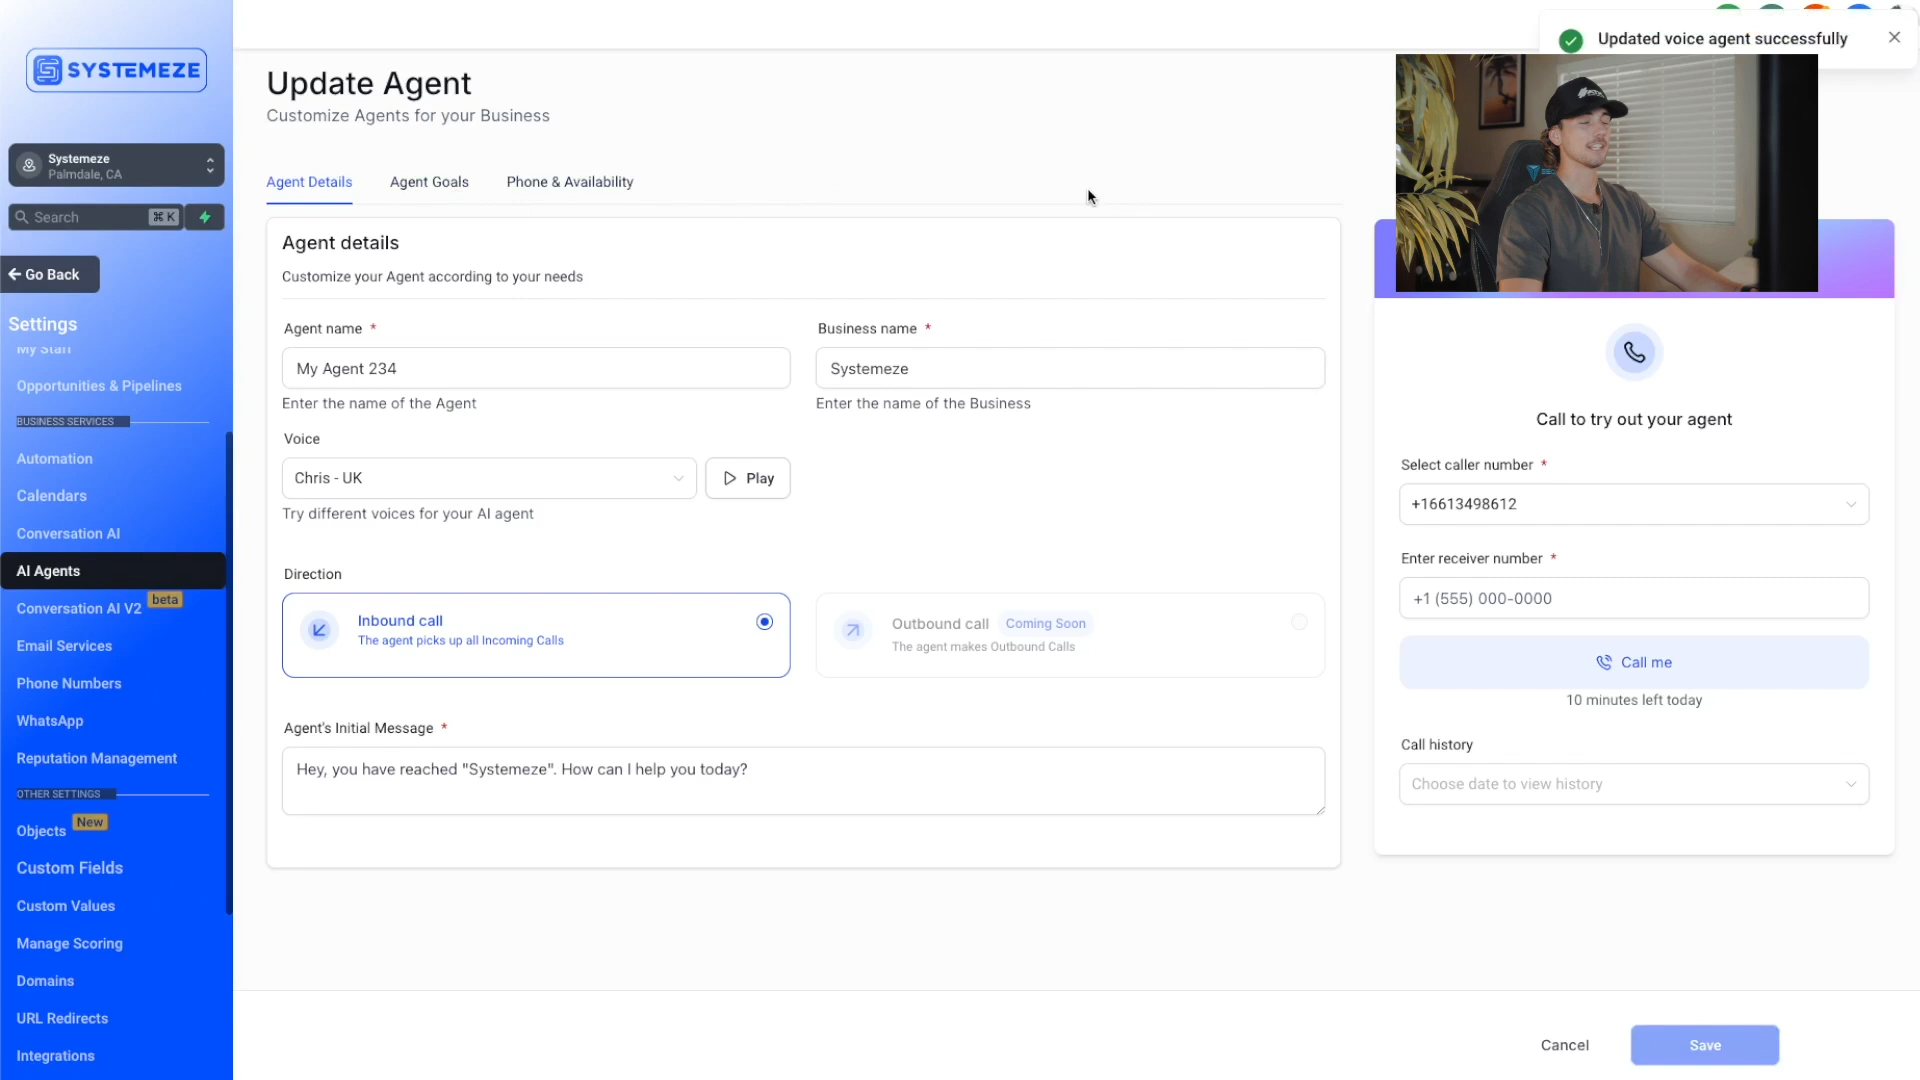 SYSTEMEZE
Systemeze
Palmdale, CA
Search
⌘ K
Go Back
Settings
My Staff
Opportunities & Pipelines
BUSINESS SERVICES
Automation
Calendars
Conversation AI
AI Agents
Conversation AI V2
beta
Email Services
Phone Numbers
WhatsApp
Reputation Management
OTHER SETTINGS
Objects
New
Custom Fields
Custom Values
Manage Scoring
Domains
URL Redirects
Integrations
Update Agent
Customize Agents for your Business
Agent Details
Agent Goals
Phone & Availability
Agent details
Customize your Agent according to your needs
Agent name *
My Agent 234
Enter the name of the Agent
Business name *
Systemeze
Enter the name of the Business
Voice
Chris - UK
Play
Try different voices for your AI agent
Direction
Inbound call
The agent picks up all Incoming Calls
Outbound call
Coming Soon
The agent makes Outbound Calls
Agent's Initial Message *
Hey, you have reached "Systemeze". How can I help you today?
Updated voice agent successfully
Call to try out your agent
Select caller number *
+16613498612
Enter receiver number *
+1 (555) 000-0000
Call me
10 minutes left today
Call history
Choose date to view history
Cancel
Save